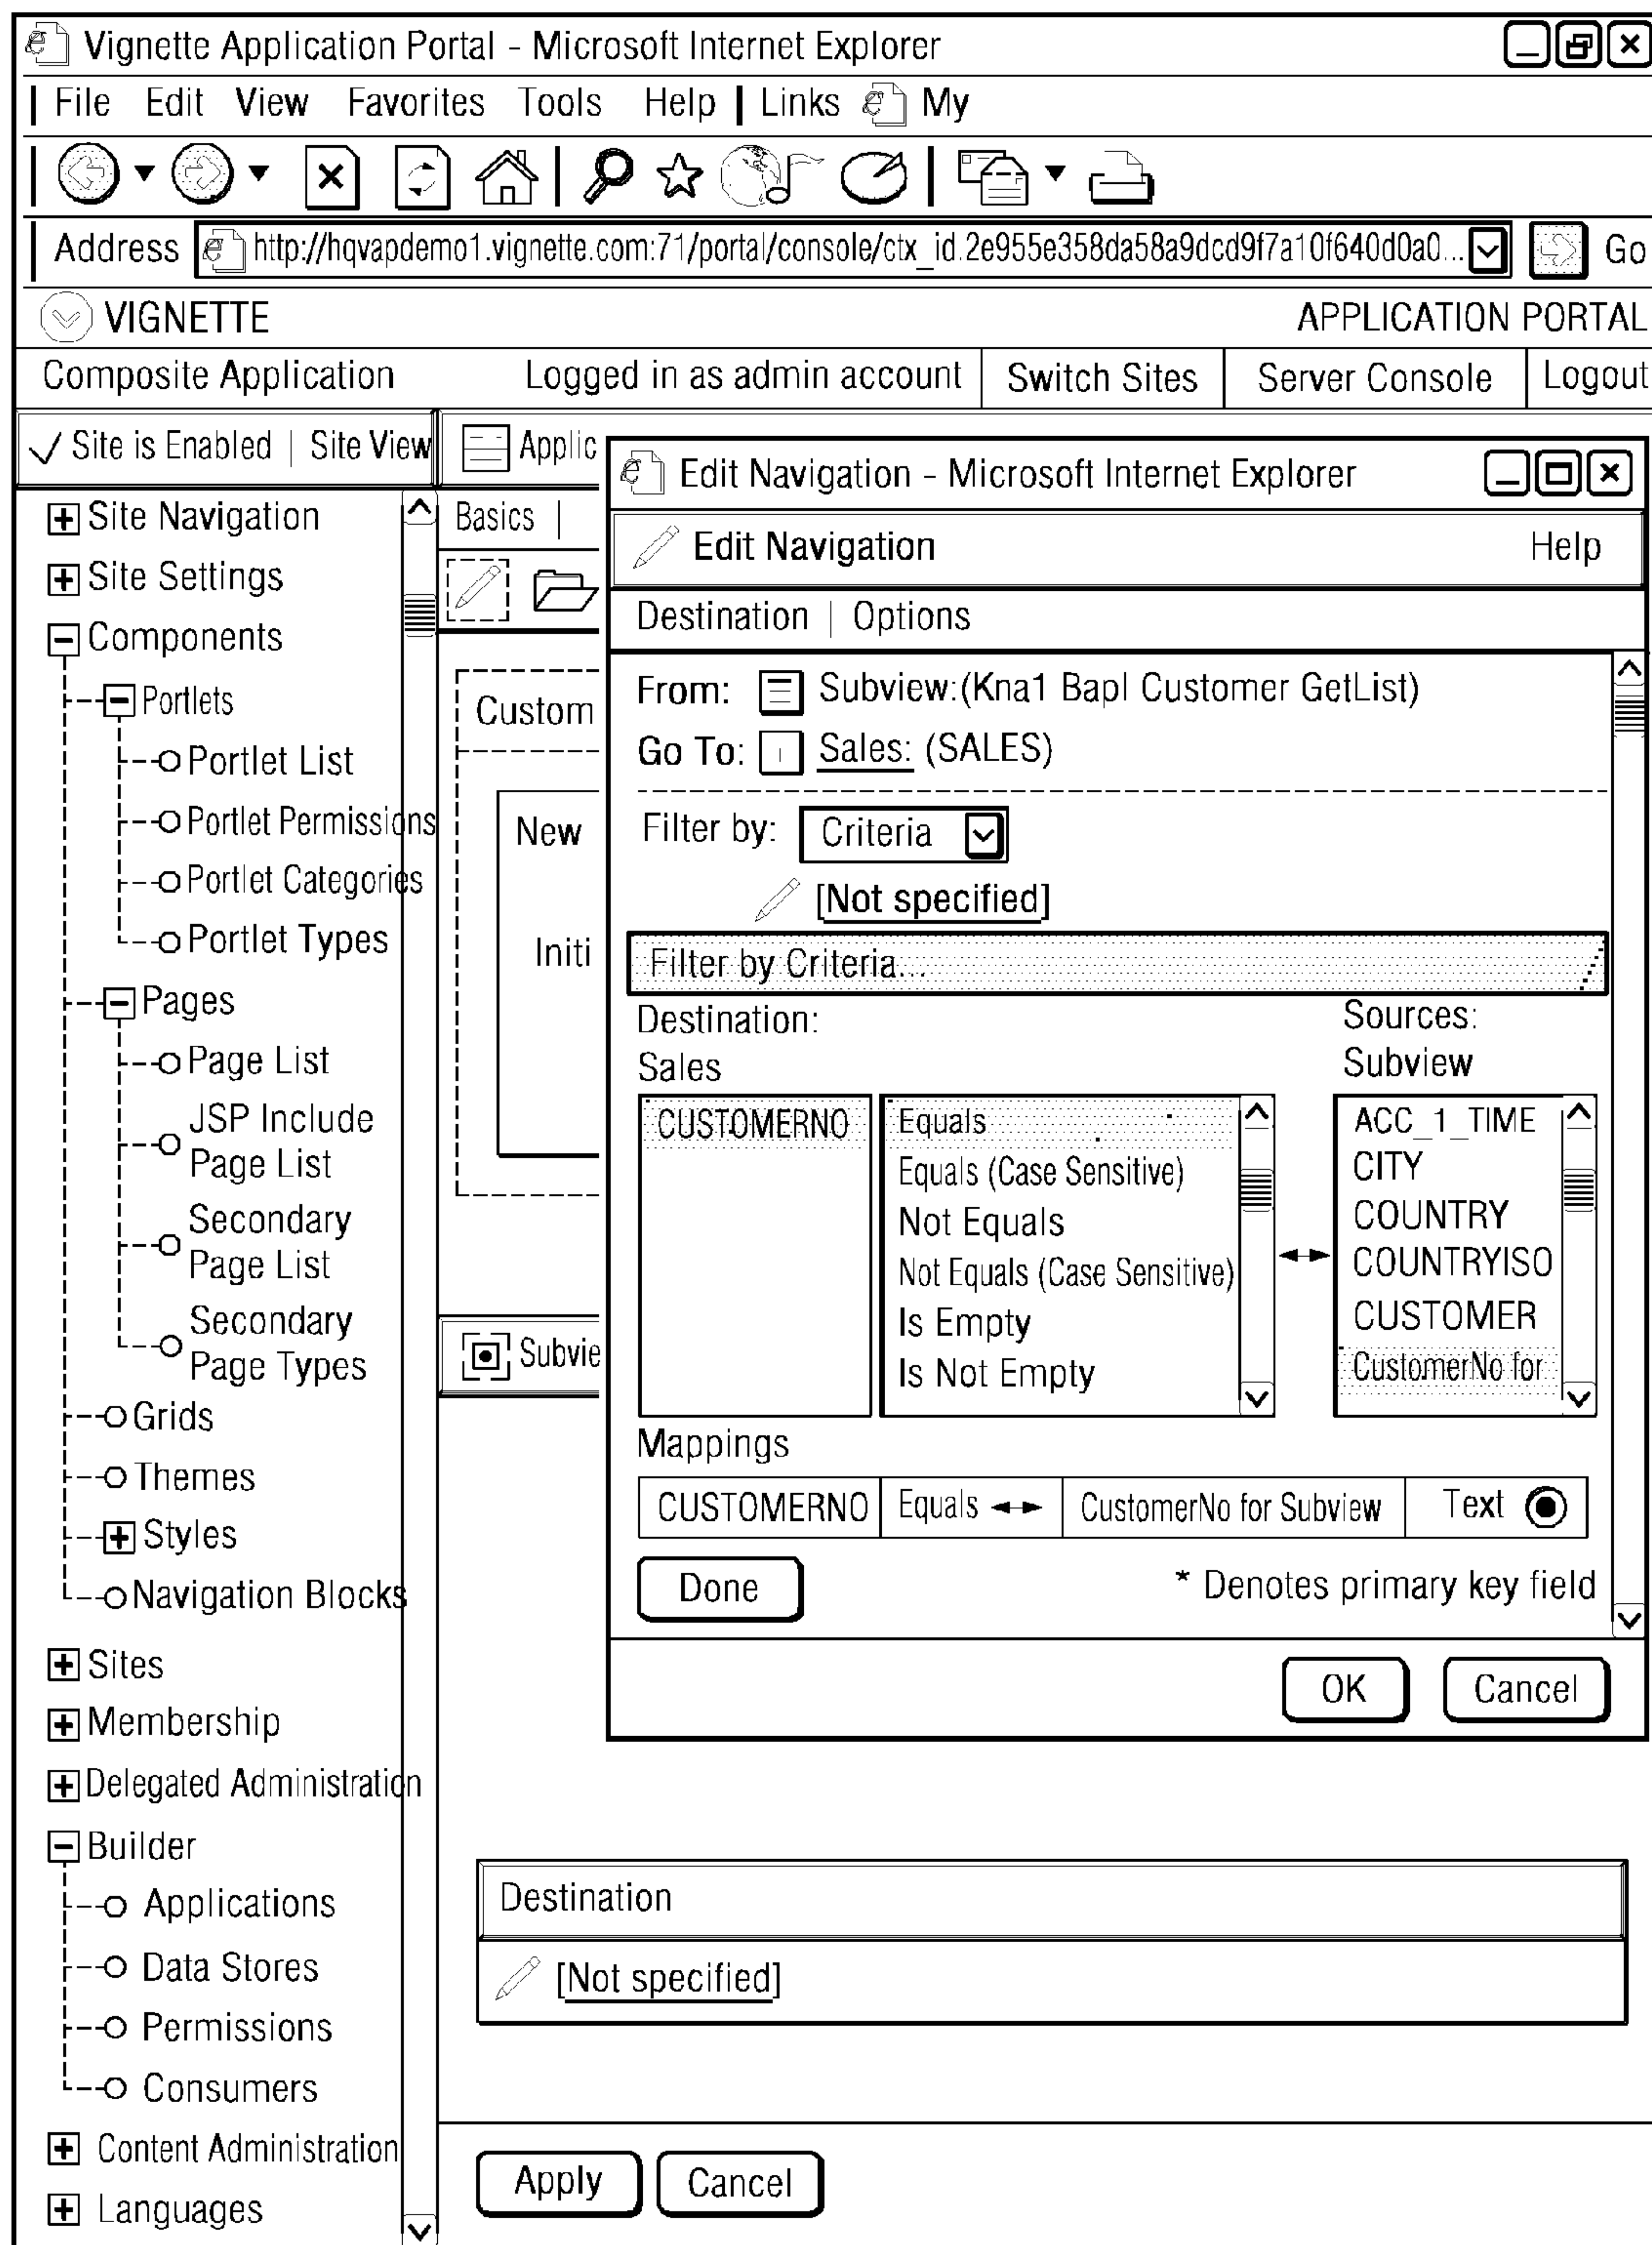 Vignette Application Portal - Microsoft Internet Explorer
File Edit View Favorites Tools Help | Links My
Address http://hqvapdemo1.vignette.com:71/portal/console/ctx_id.2e955e358da58a9dcd9f7a10f640d0a0... Go
VIGNETTE APPLICATION PORTAL
Composite Application Logged in as admin account Switch Sites Server Console Logout
Site is Enabled | Site View
Site Navigation
Site Settings
Components
Portlets
Portlet List
Portlet Permissions
Portlet Categories
Portlet Types
Pages
Page List
JSP Include
Page List
Secondary
Page List
Secondary
Page Types
Grids
Themes
Styles
Navigation Blocks
Sites
Membership
Delegated Administration
Builder
Applications
Data Stores
Permissions
Consumers
Content Administration
Languages
Applic
Basics |
Custom
New
Initi
Subvie
Edit Navigation - Microsoft Internet Explorer
Edit Navigation Help
Destination | Options
From: Subview:(Kna1 Bapl Customer GetList)
Go To: Sales: (SALES)
Filter by: Criteria
[Not specified]
Filter by Criteria...
Destination: Sources:
Sales Subview
CUSTOMERNO
Equals
Equals (Case Sensitive)
Not Equals
Not Equals (Case Sensitive)
Is Empty
Is Not Empty
ACC_1_TIME
CITY
COUNTRY
COUNTRYISO
CUSTOMER
CustomerNo for
Mappings
CUSTOMERNO Equals CustomerNo for Subview Text
Done * Denotes primary key field
OK Cancel
Destination
[Not specified]
Apply Cancel